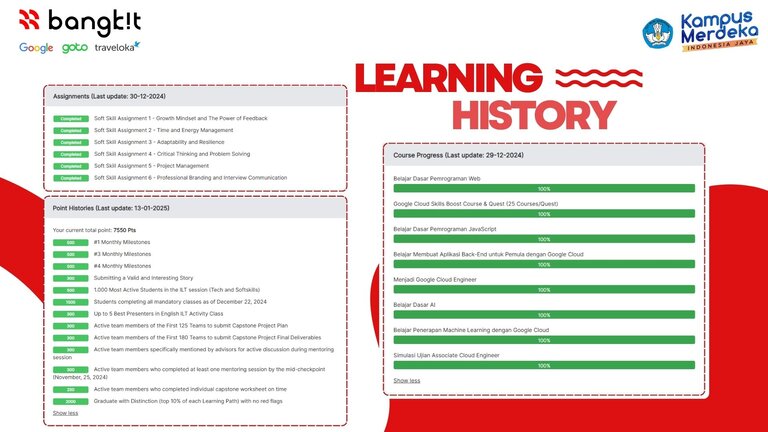 bangk!t
Google goto traveloka
Kampus
Merdeka
INDONESIA JAYA
LEARNING
HISTORY
Assignments (Last update: 30-12-2024)
Completed Soft Skill Assignment 1 - Growth Mindset and The Power of Feedback
Completed Soft Skill Assignment 2 - Time and Energy Management
Completed Soft Skill Assignment 3 - Adaptability and Resilience
Completed Soft Skill Assignment 4 - Critical Thinking and Problem Solving
Completed Soft Skill Assignment 5 - Project Management
Completed Soft Skill Assignment 6 - Professional Branding and Interview Communication
Point Histories (Last update: 13-01-2025)
Your current total point: 7550 Pts
500 #1 Monthly Milestones
500 #3 Monthly Milestones
500 #4 Monthly Milestones
300 Submitting a Valid and Interesting Story
500 1.000 Most Active Students in the ILT session (Tech and Softskills)
1500 Students completing all mandatory classes as of December 22, 2024
300 Up to 5 Best Presenters in English ILT Activity Class
300 Active team members of the First 125 Teams to submit Capstone Project Plan
300 Active team members of the First 180 Teams to submit Capstone Project Final Deliverables
300 Active team members specifically mentioned by advisors for active discussion during mentoring
session
Active team members who completed at least one mentoring session by the mid-checkpoint
(November, 25, 2024)
Active team members who completed individual capstone worksheet on time
2000 Graduate with Distinction (top 10% of each Learning Path) with no red flags
Show less
Course Progress (Last update: 29-12-2024)
Belajar Dasar Pemrograman Web
100%
Google Cloud Skills Boost Course & Quest (25 Courses/Quest)
100%
Belajar Dasar Pemrograman JavaScript
100%
Belajar Membuat Aplikasi Back-End untuk Pemula dengan Google Cloud
100%
Menjadi Google Cloud Engineer
100%
Belajar Dasar AI
100%
Belajar Penerapan Machine Learning dengan Google Cloud
100%
Simulasi Ujian Associate Cloud Engineer
100%
Show less